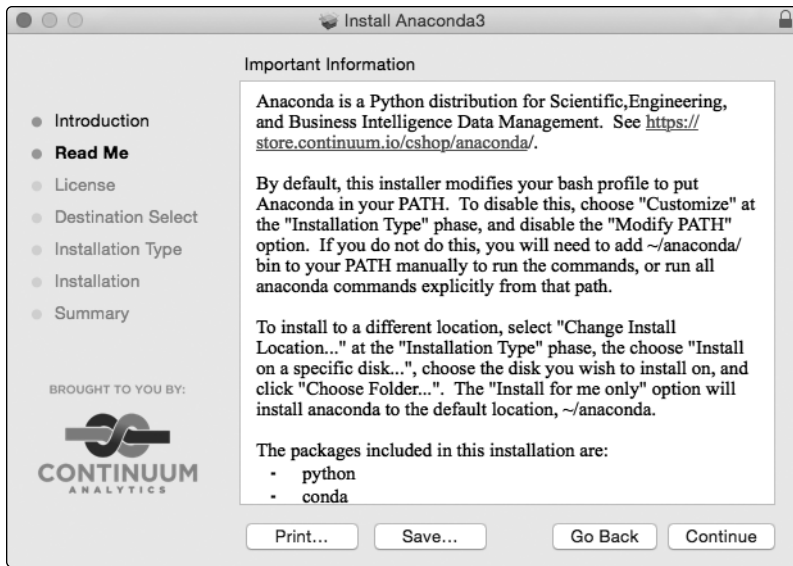 Install Anaconda3
Important Information
Introduction
Read Me
License
Destination Select
Installation Type
Installation
Summary
BROUGHT TO YOU BY:
CONTINUUM
ANALYTICS
Anaconda is a Python distribution for Scientific,Engineering,
and Business Intelligence Data Management.  See https://
store.continuum.io/cshop/anaconda/.
By default, this installer modifies your bash profile to put
Anaconda in your PATH.  To disable this, choose "Customize" at
the "Installation Type" phase, and disable the "Modify PATH"
option.  If you do not do this, you will need to add ~/anaconda/
bin to your PATH manually to run the commands, or run all
anaconda commands explicitly from that path.
To install to a different location, select "Change Install
Location..." at the "Installation Type" phase, the choose "Install
on a specific disk...", choose the disk you wish to install on, and
click "Choose Folder...".  The "Install for me only" option will
install anaconda to the default location, ~/anaconda.
The packages included in this installation are:
- python
- conda
Print...
Save...
Go Back
Continue